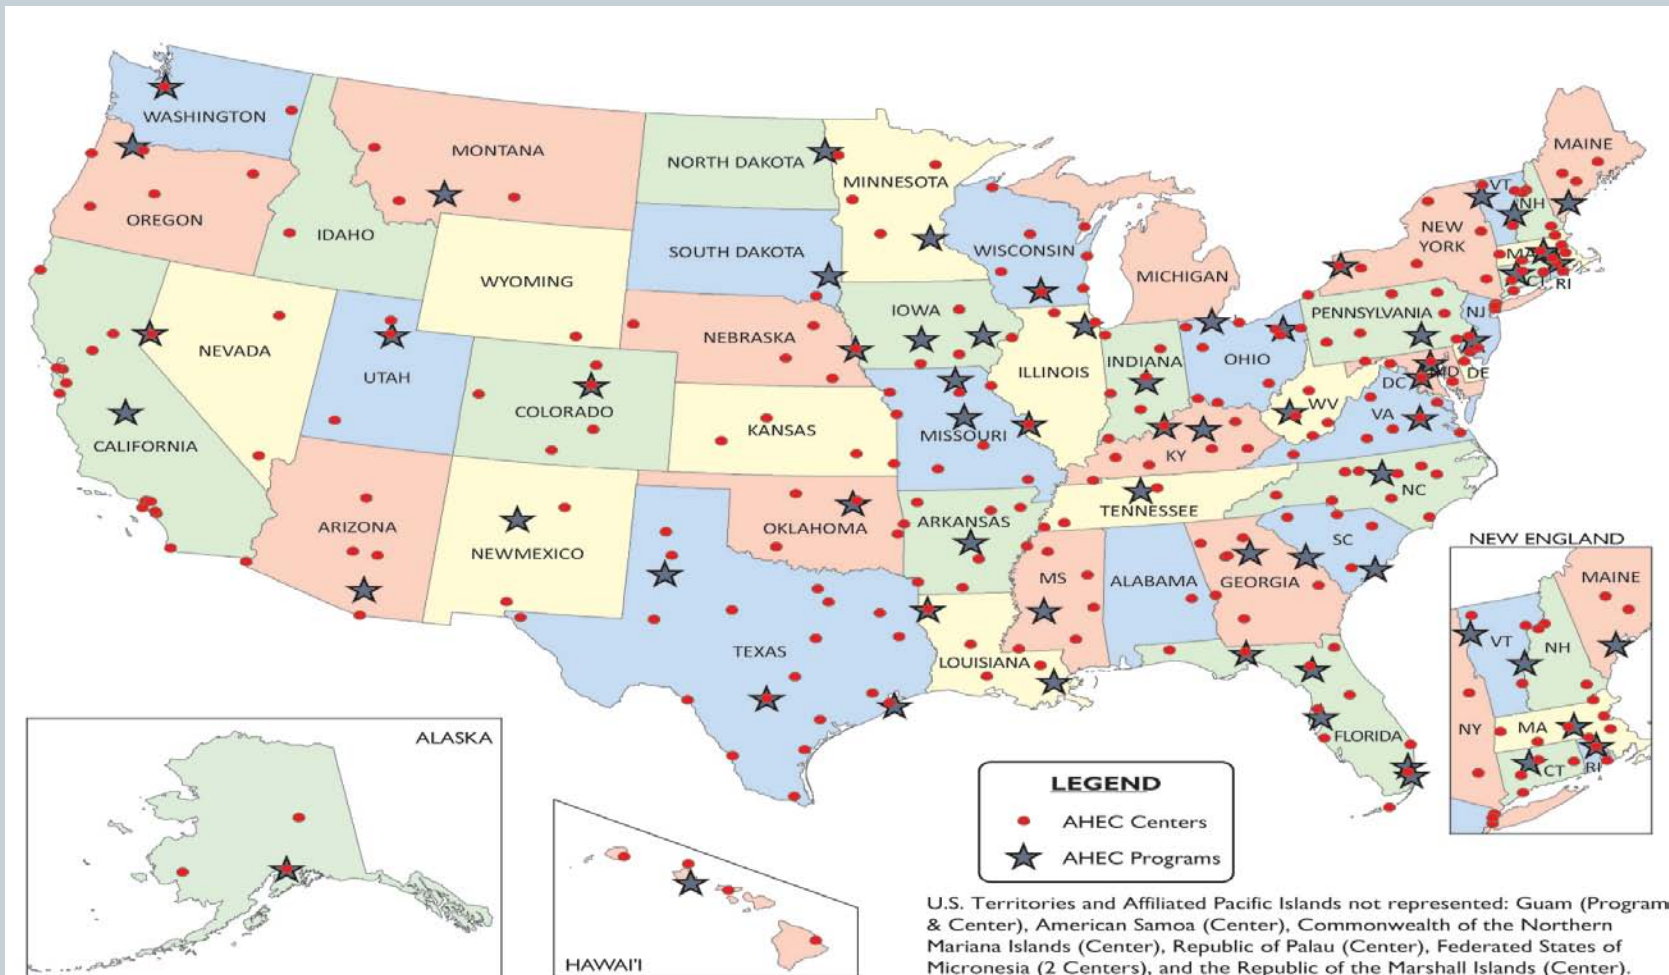 WASHINGTON
MONTANA
NORTH DAKOTA
MINNESOTA
MAINE
VT
NH
OREGON
IDAHO
SOUTH DAKOTA
WISCONSIN
MICHIGAN
NEW
YORK
MA
CT
RI
WYOMING
IOWA
NEBRASKA
PENNSYLVANIA
NJ
NEVADA
UTAH
COLORADO
ILLINOIS
INDIANA
OHIO
DC
MD
DE
CALIFORNIA
KANSAS
MISSOURI
WV
VA
KY
ARIZONA
NEWMEXICO
OKLAHOMA
ARKANSAS
TENNESSEE
NC
SC
MS
ALABAMA
GEORGIA
TEXAS
LOUISIANA
FLORIDA
NEW ENGLAND
MAINE
VT
NH
NY
MA
CT
RI
ALASKA
HAWAI'I
LEGEND
AHEC Centers
AHEC Programs
U.S. Territories and Affiliated Pacific Islands not represented: Guam (Program
& Center), American Samoa (Center), Commonwealth of the Northern
Mariana Islands (Center), Republic of Palau (Center), Federated States of
Micronesia (2 Centers), and the Republic of the Marshall Islands (Center).